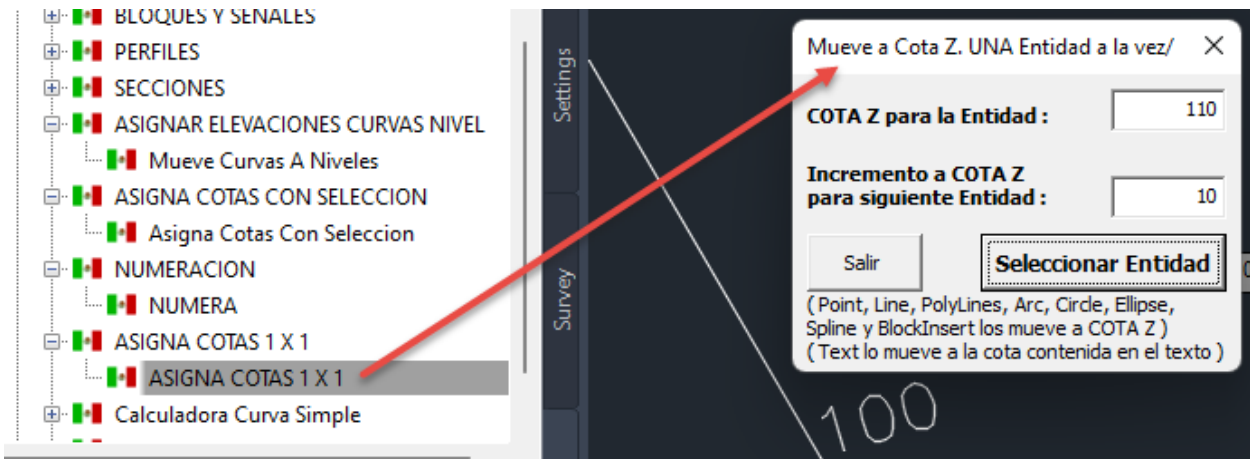 BLOQUES Y SEÑALES
PERFILES
SECCIONES
ASIGNAR ELEVACIONES CURVAS NIVEL
Mueve Curvas A Niveles
ASIGNA COTAS CON SELECCION
Asigna Cotas Con Seleccion
NUMERACION
NUMERA
ASIGNA COTAS 1 X 1
ASIGNA COTAS 1 X 1
Calculadora Curva Simple
Settings
Survey
100
Mueve a Cota Z. UNA Entidad a la vez/
COTA Z para la Entidad :
110
Incremento a COTA Z
para siguiente Entidad :
10
Salir
Seleccionar Entidad
( Point, Line, PolyLines, Arc, Circle, Ellipse,
Spline y BlockInsert los mueve a COTA Z )
( Text lo mueve a la cota contenida en el texto )